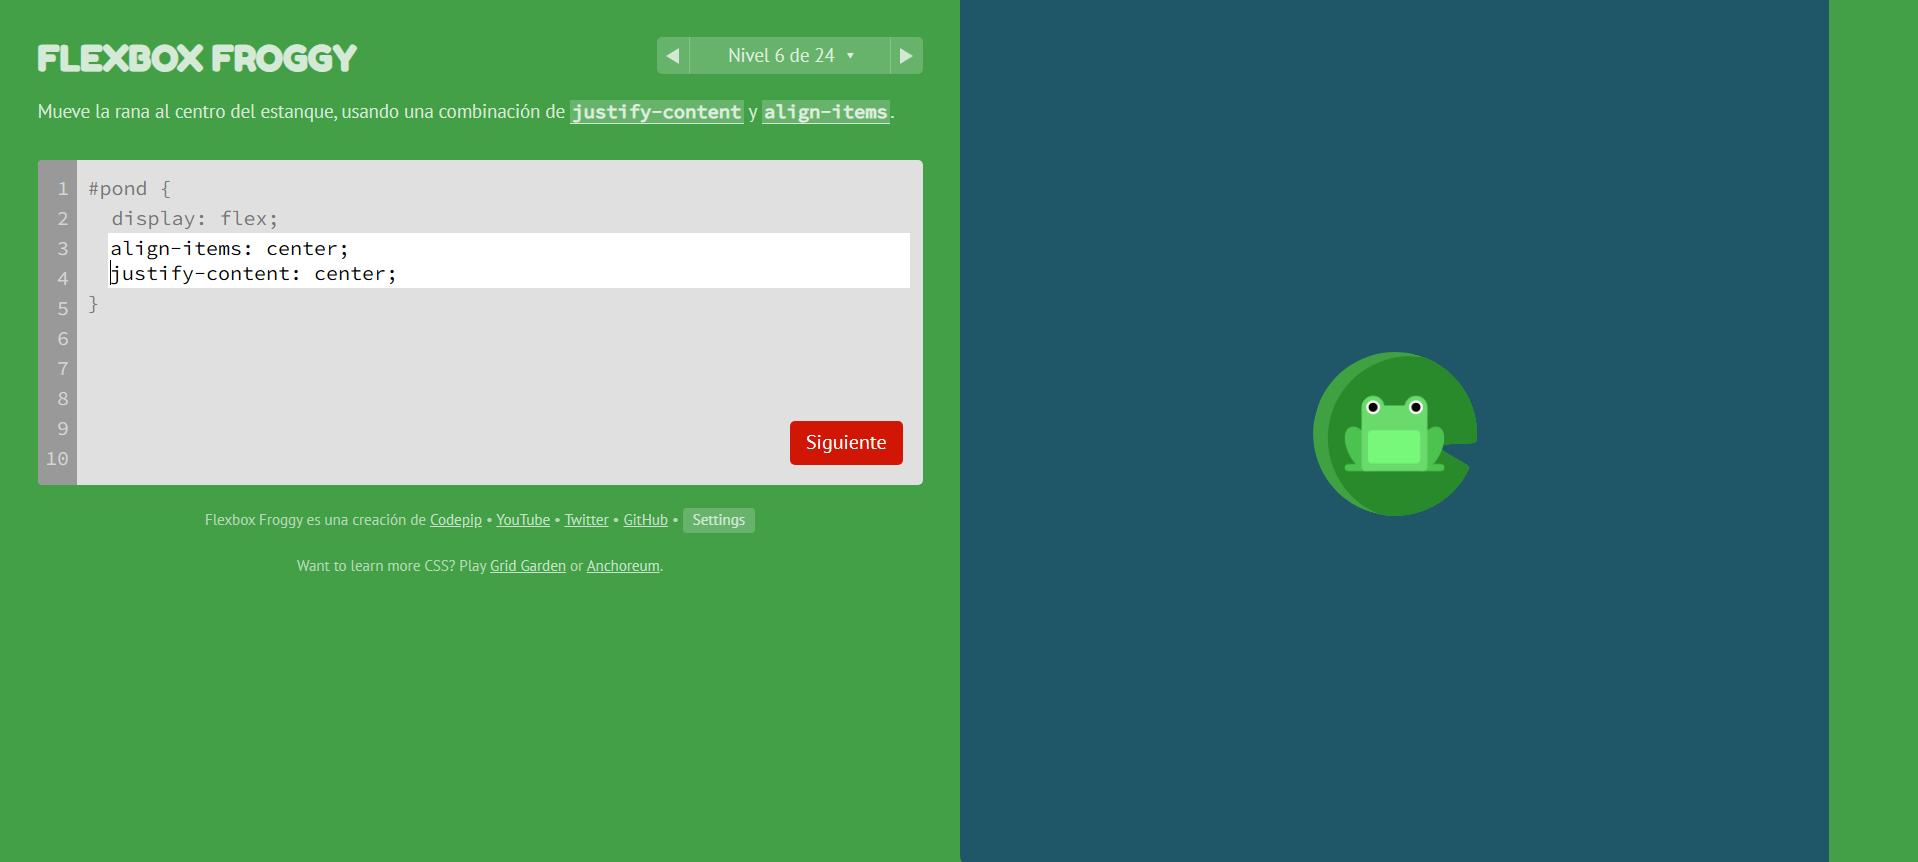 FLEXBOX FROGGY
◀ Nivel 6 de 24 ▾ ▶
Mueve la rana al centro del estanque, usando una combinación de justify-content y align-items.
1 #pond {
2 display: flex;
3 align-items: center;
4 justify-content: center;
5 }
6
7
8
9
10
Siguiente
Flexbox Froggy es una creación de Codepip • YouTube • Twitter • GitHub • Settings
Want to learn more CSS? Play Grid Garden or Anchoreum.